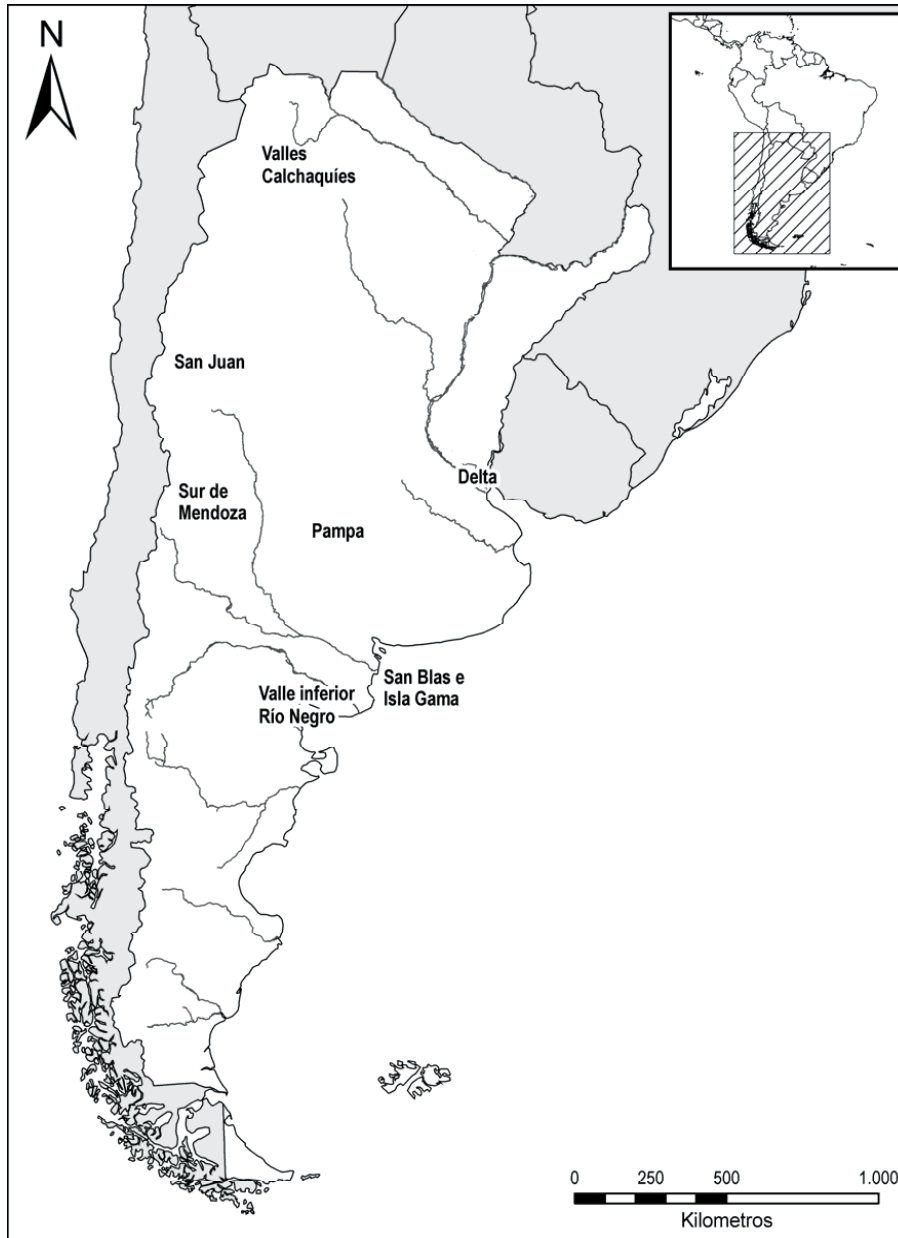 N
Valles
Calchaquíes
San Juan
Delta
Sur de
Mendoza
Pampa
San Blas e
Isla Gama
Valle inferior
Río Negro
0 250 500 1.000
Kilometros